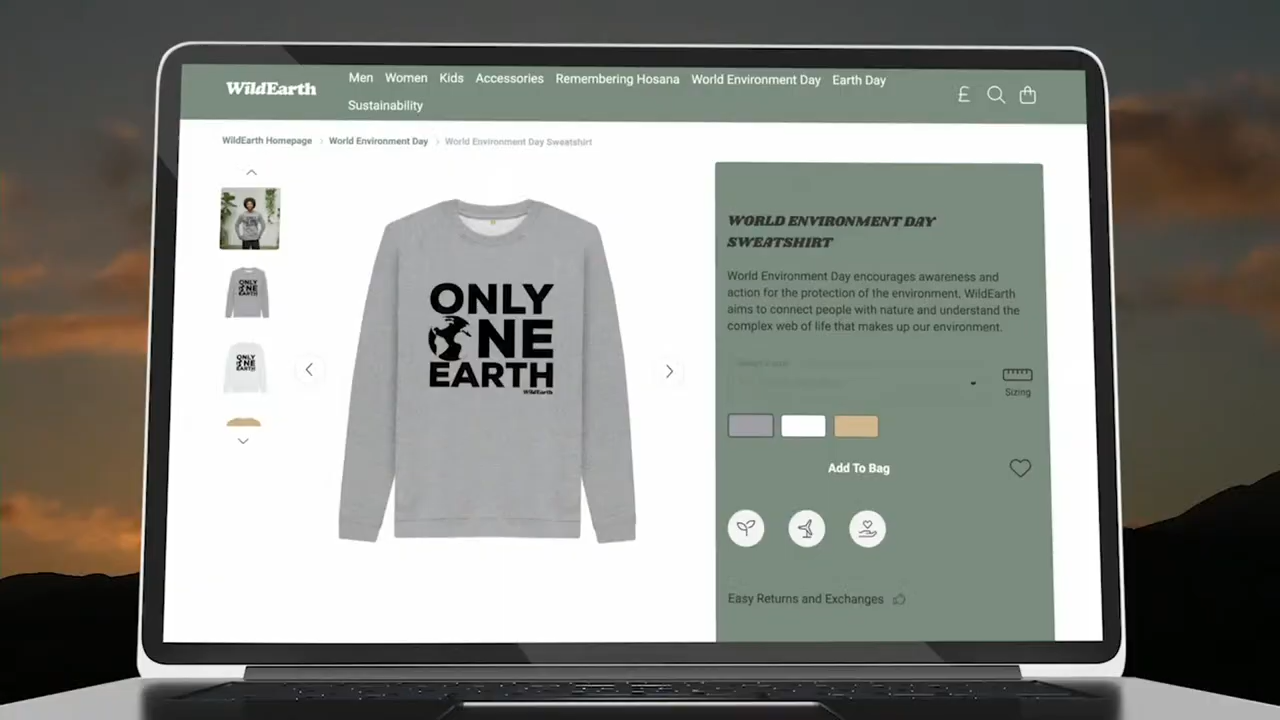 WildEarth
Men Women Kids Accessories Remembering Hosana World Environment Day Earth Day
Sustainability
£
WildEarth Homepage > World Environment Day > World Environment Day Sweatshirt
ONLY
NE
EARTH
WildEarth
ONLY
NE
EARTH
ONLY
NE
EARTH
WORLD ENVIRONMENT DAY
SWEATSHIRT
World Environment Day encourages awareness and
action for the protection of the environment. WildEarth
aims to connect people with nature and understand the
complex web of life that makes up our environment.
Sizing
Add To Bag
Easy Returns and Exchanges